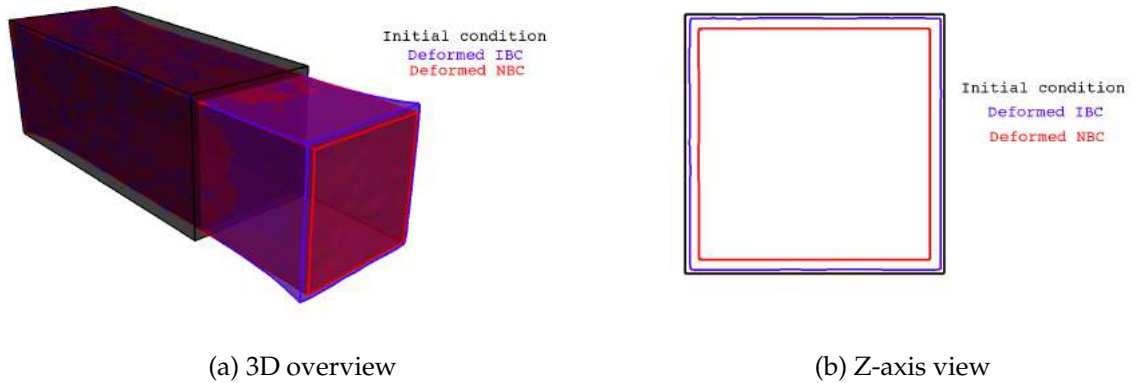 Initial condition
Deformed IBC
Deformed NBC
Initial condition
Deformed IBC
Deformed NBC
(a) 3D overview
(b) Z-axis view